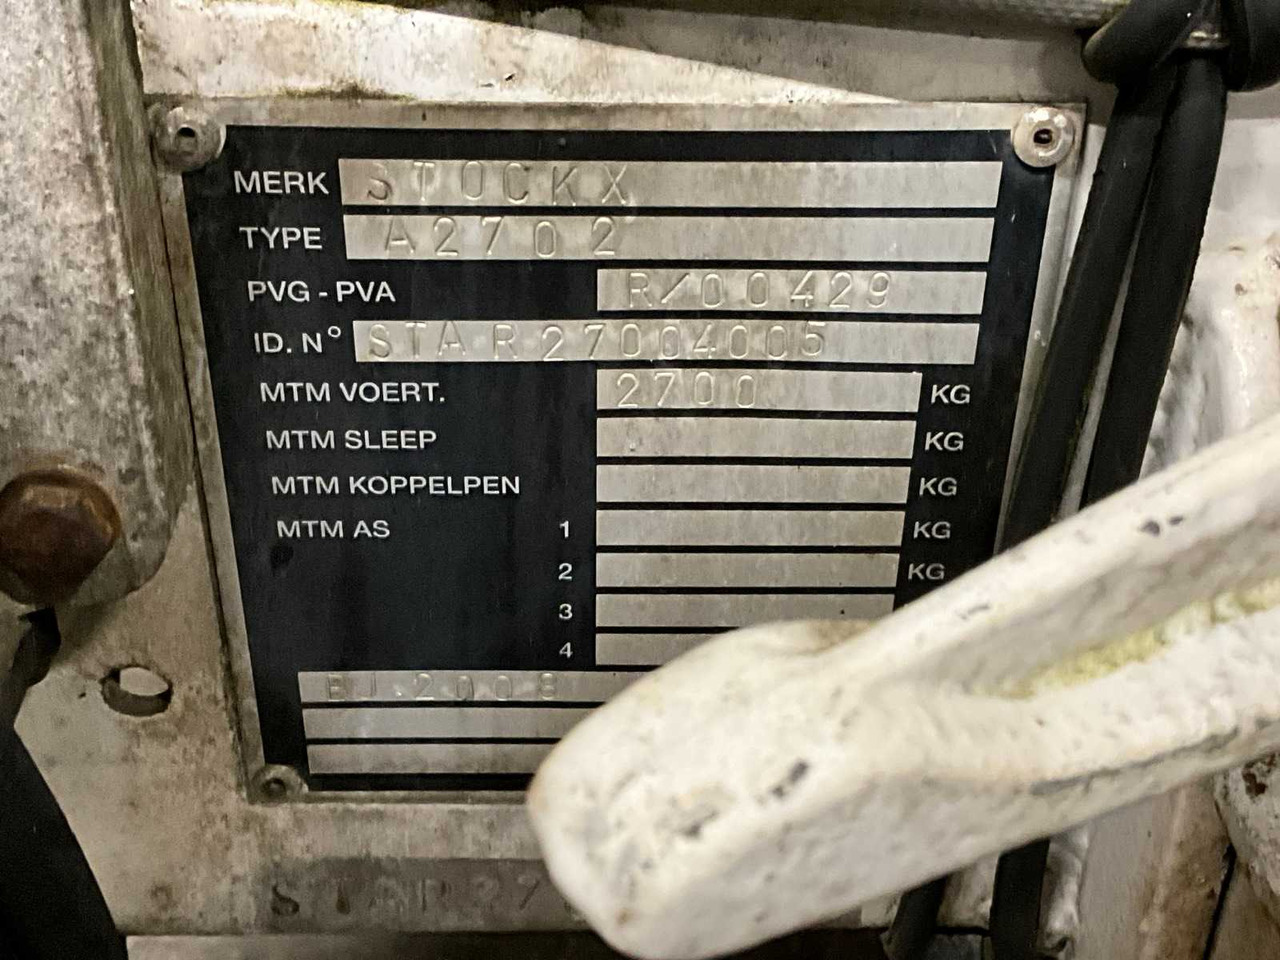 MERK STOCKX
TYPE A2702
PVG - PVA R/00429
ID. N° STAR27004005
MTM VOERT. 2700 KG
MTM SLEEP KG
MTM KOPPELPEN KG
MTM AS 1 KG
2 KG
3
4
BJ.2008
STAR27